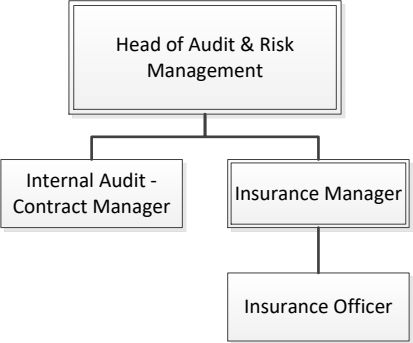 Head of Audit & Risk
Management
Internal Audit -
Contract Manager
Insurance Manager
Insurance Officer